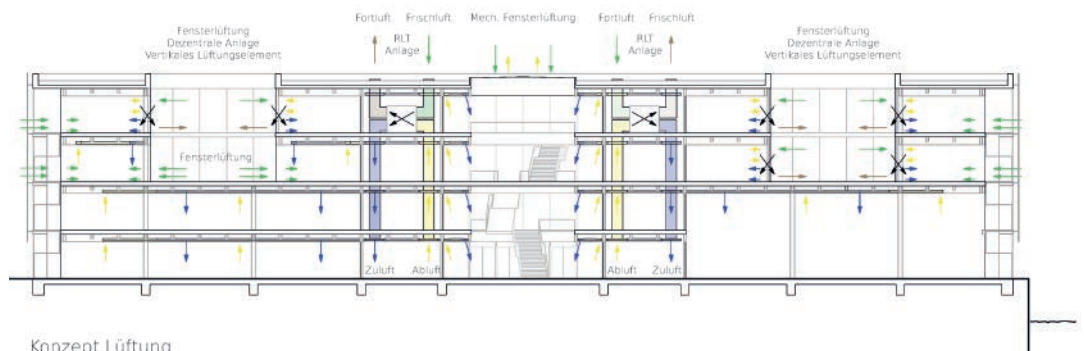 Fortluft Frischluft Mech. Fensterlüftung Fortluft Frischluft
Fensterlüftung
Dezentrale Anlage
Vertikales Lüftungselement
RLT
Anlage
RLT
Anlage
Fensterlüftung
Dezentrale Anlage
Vertikales Lüftungselement
Fensterlüftung
Zuluft Abluft Abluft Zuluft
Konzept Lüftung